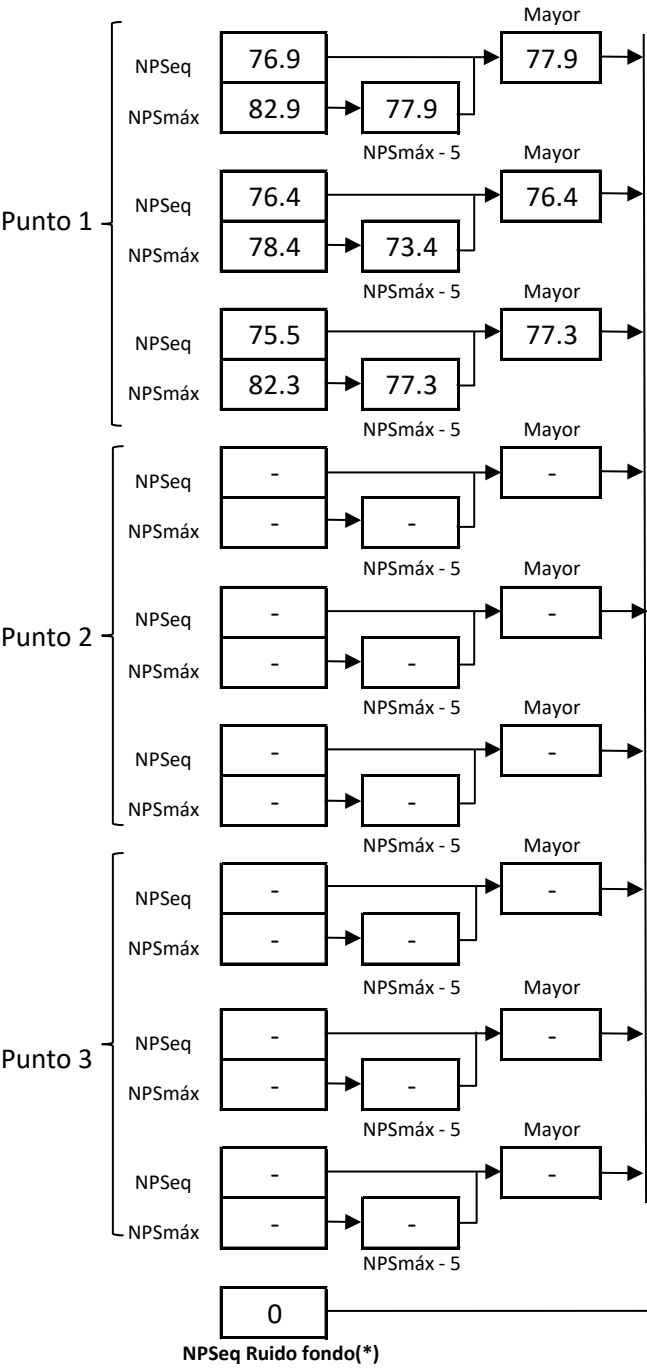 Mayor
NPSeq 76.9 77.9
NPSmáx 82.9 77.9
NPSmáx - 5 Mayor
Punto 1
NPSeq 76.4 76.4
NPSmáx 78.4 73.4
NPSmáx - 5 Mayor
NPSeq 75.5 77.3
NPSmáx 82.3 77.3
NPSmáx - 5 Mayor
NPSeq - -
NPSmáx - -
NPSmáx - 5 Mayor
Punto 2
NPSeq - -
NPSmáx - -
NPSmáx - 5 Mayor
NPSeq - -
NPSmáx - -
NPSmáx - 5 Mayor
NPSeq - -
NPSmáx - -
NPSmáx - 5 Mayor
Punto 3
NPSeq - -
NPSmáx - -
NPSmáx - 5 Mayor
NPSeq - -
NPSmáx - -
NPSmáx - 5
0
NPSeq Ruido fondo(*)